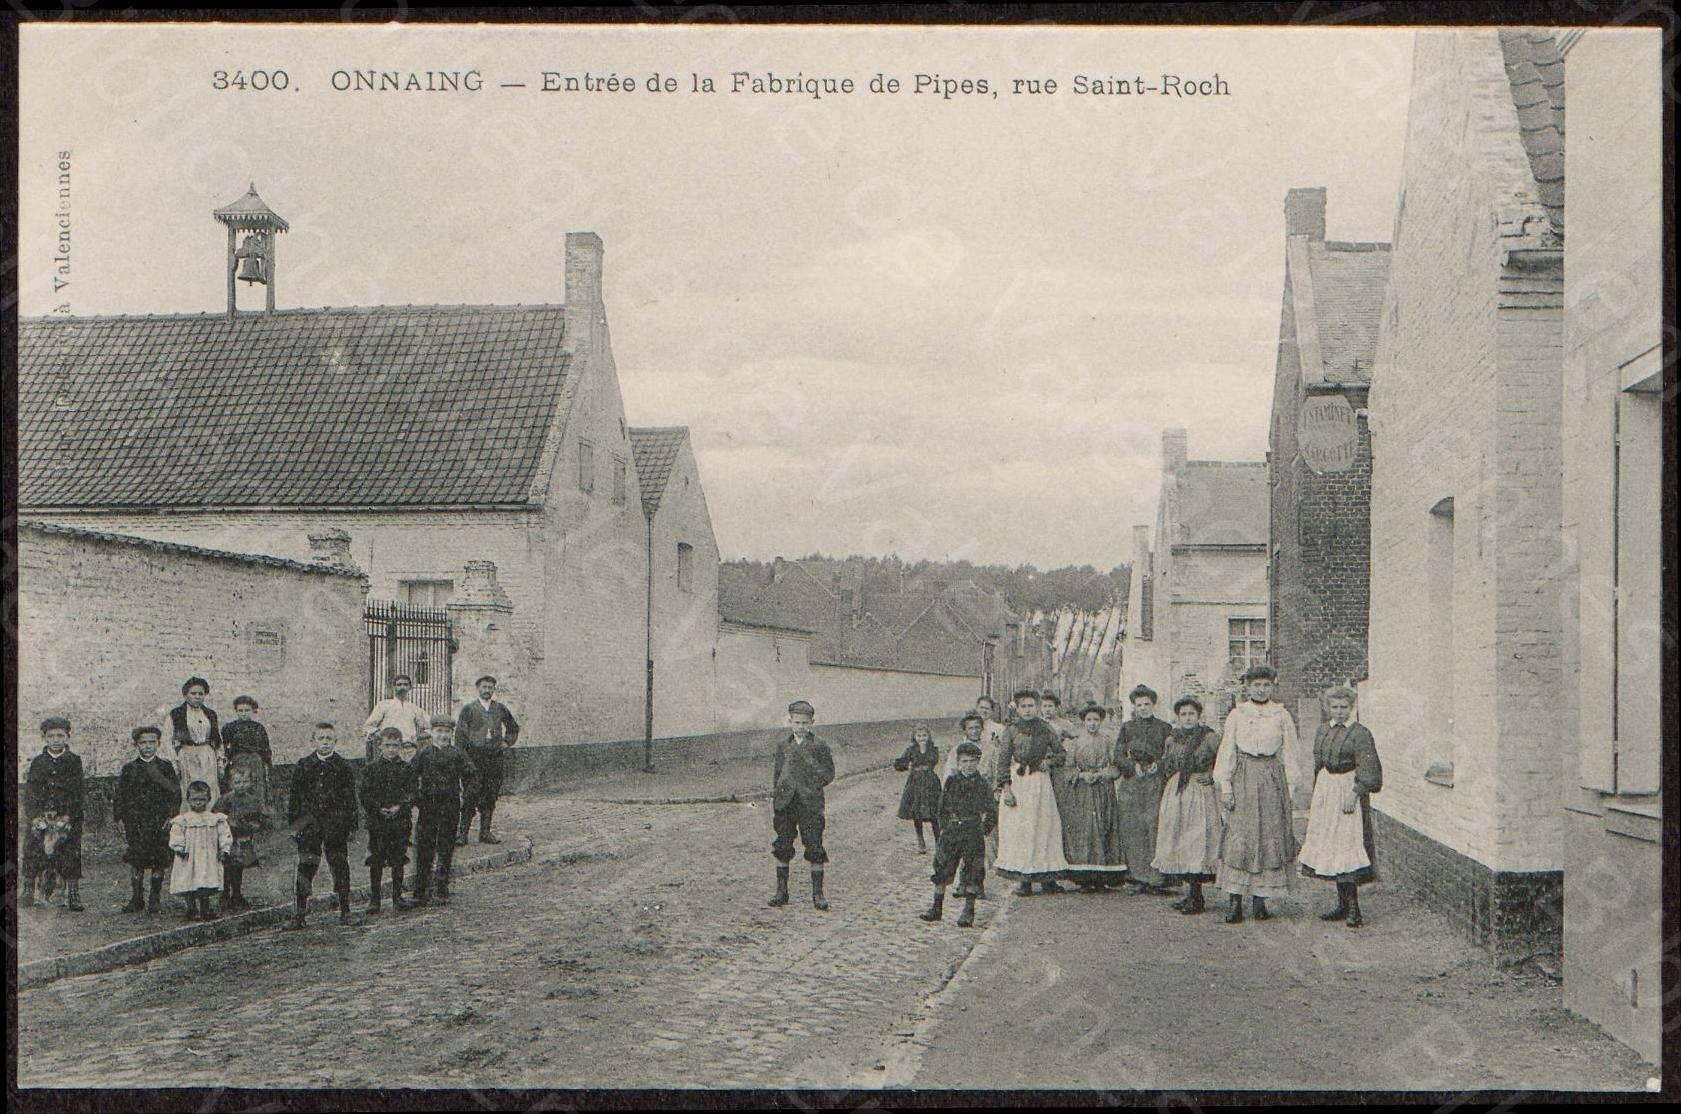 3400. ONNAING — Entrée de la Fabrique de Pipes, rue Saint-Roch
à Valenciennes
ESTAMINET